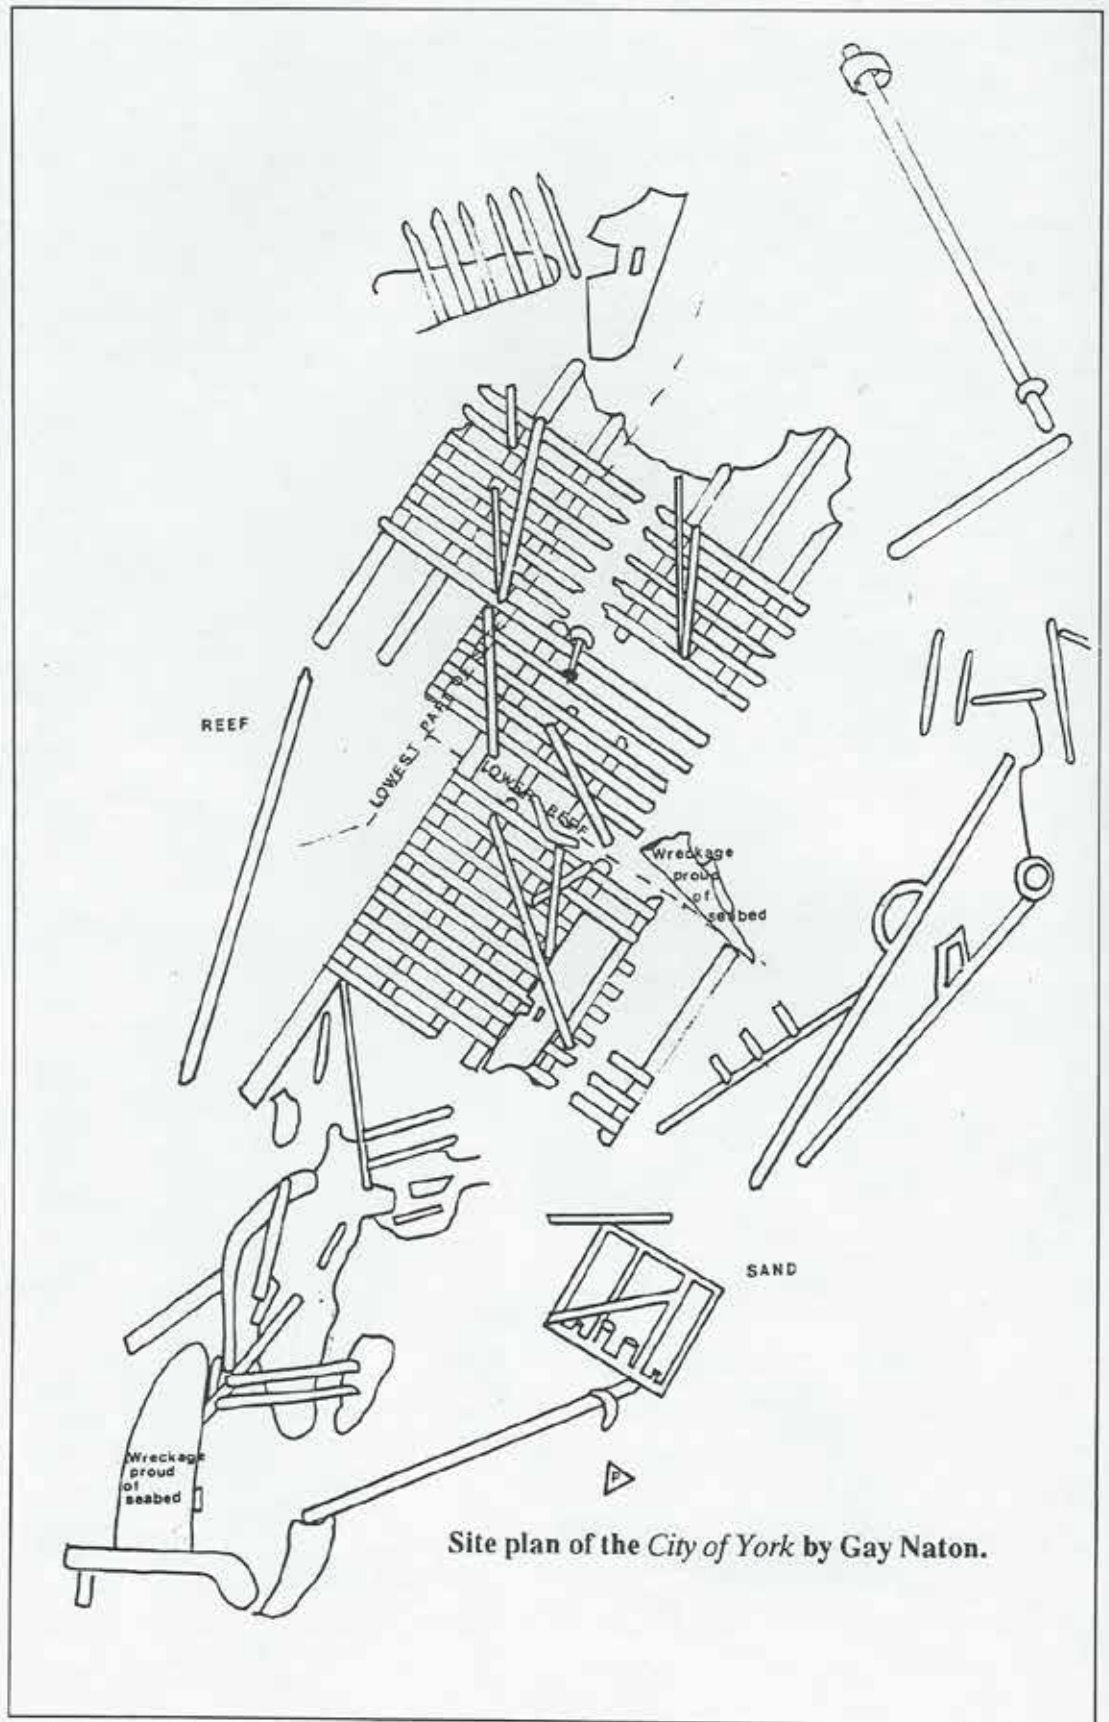 REEF
LOWEST PART OF
LOWER REEF
Wreckage
proud
of
seabed
SAND
Wreckage
proud
of
seabed
P
Site plan of the City of York by Gay Naton.